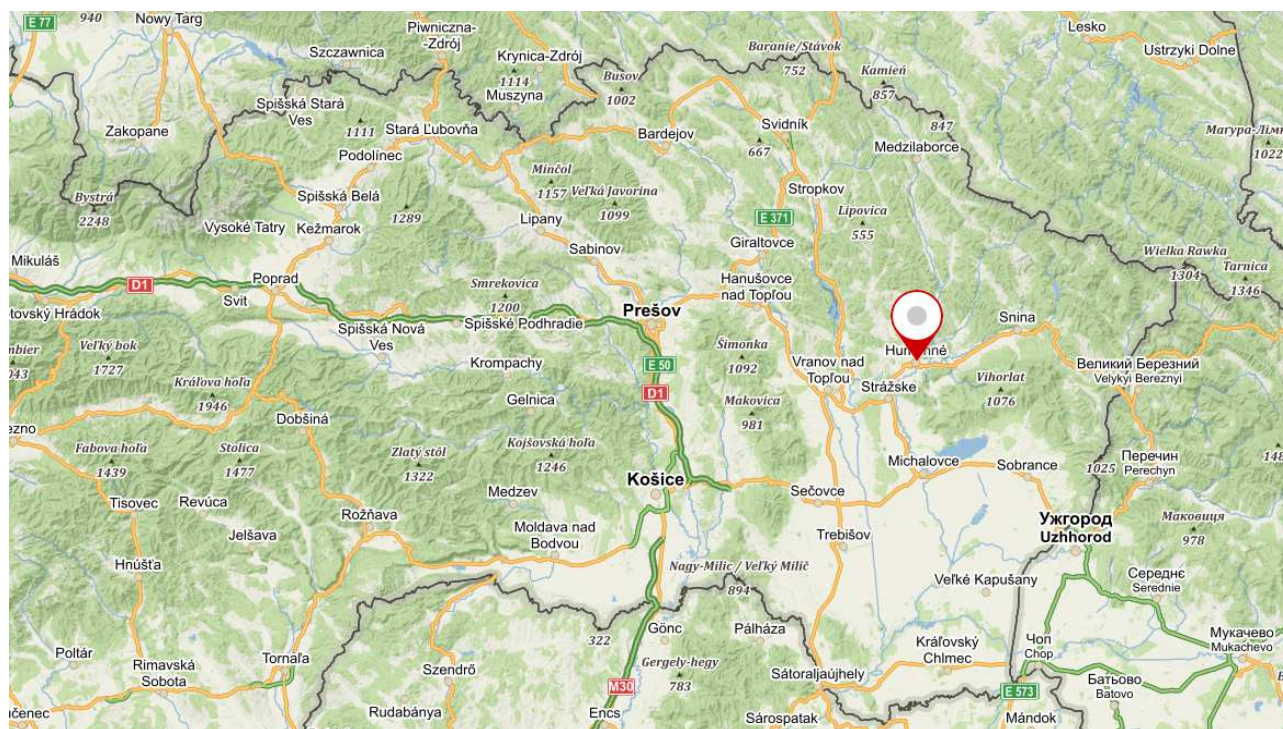 E 77
940
Nowy Targ
Szczawnica
Piwniczna-
-Zdrój
Krynica-Zdrój
1114
Muszyna
Busov
1002
Baranie/Stávok
752
Kamień
857
Lesko
Ustrzyki Dolne
Zakopane
Spišská Stará
Ves
1111
Stará Ľubovňa
Podolínec
Bardejov
Svidník
667
847
Medzilaborce
1022
Bystrá
2248
Spišská Belá
Vysoké Tatry
Kežmarok
1289
Minčol
1157
Veľká Javorina
1099
Lipany
Sabinov
Stropkov
E 371
Lipovica
555
Giraltovce
Mikuláš
D1
Poprad
Svit
Smrekovica
1200
Hanušovce
nad Topľou
Wielka Rawka
1304
Tarnica
1346
Prešov
Spišské Podhradie
Spišská Nová
Ves
Krompachy
Snina
Veľký bok
1727
E 50
D1
Šimonka
1092
Vranov nad
Topľou
Strážske
Vihorlat
1076
Великий Березний
Velykyi Bereznyi
Kráľova hoľa
1946
Dobšiná
Gelnica
Makovica
981
Fabova hoľa
1439
Stolica
1477
Zlatý stôl
1322
Kojšovská hoľa
1246
Michalovce
Sobrance
1025
Перечин
Perechyn
Tisovec
Revúca
Medzev
Košice
Sečovce
Jelšava
Rožňava
Moldava nad
Bodvou
Trebišov
Ужгород
Uzhhorod
Маковиця
978
Hnúšťa
Nagy-Milic / Veľký Milič
894
Veľké Kapušany
Середнє
Serednie
322
Gönc
Pálháza
Kráľovský
Chlmec
Чоп
Chop
Мукачево
Mukachevo
Poltár
Rimavská
Sobota
Tornaľa
Szendrő
Gergely-hegy
783
Sátoraljaújhely
Батьово
Batovo
M30
E 573
Rudabánya
Encs
Sárospatak
Mándok